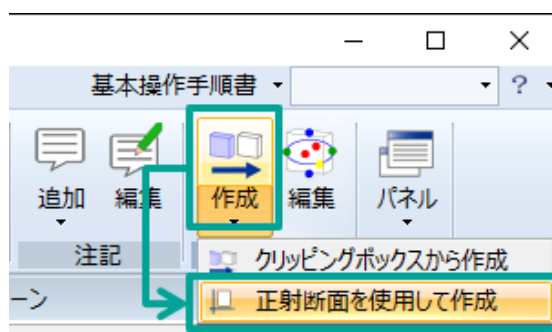 基本操作手順書
?
追加 編集 作成 編集 パネル
注記
クリッピングボックスから作成
ーン
正射断面を使用して作成